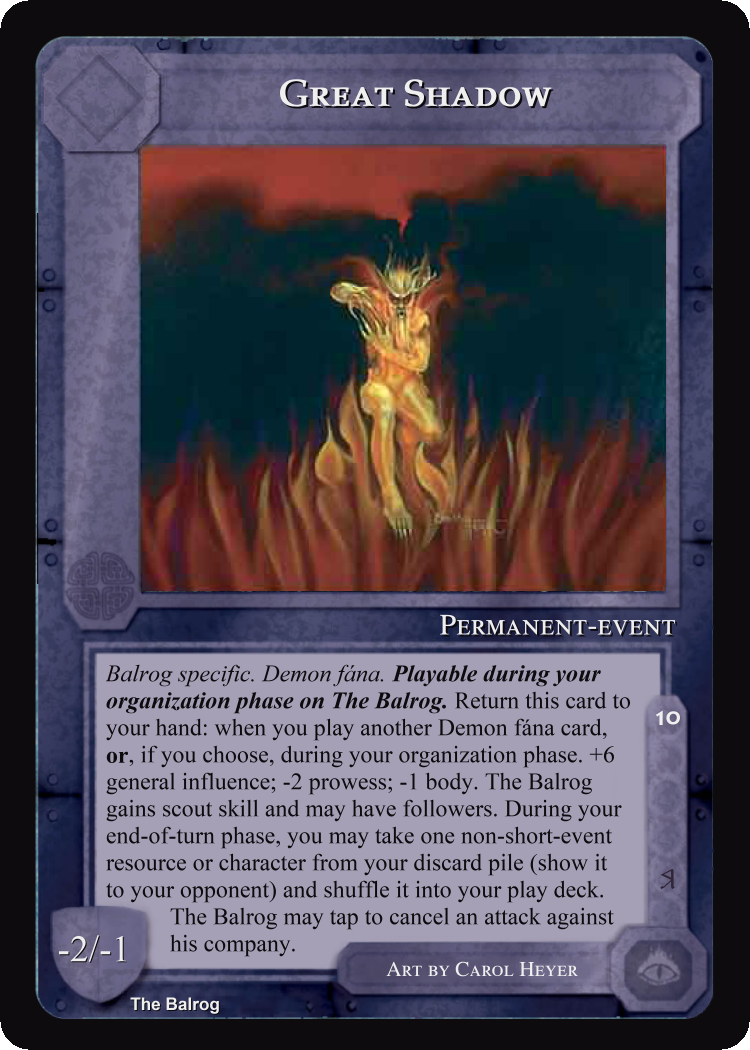 Great Shadow
Permanent-event
Balrog specific. Demon fána. Playable during your
organization phase on The Balrog. Return this card to
your hand: when you play another Demon fána card,
or, if you choose, during your organization phase. +6
general influence; -2 prowess; -1 body. The Balrog
gains scout skill and may have followers. During your
end-of-turn phase, you may take one non-short-event
resource or character from your discard pile (show it
to your opponent) and shuffle it into your play deck.
The Balrog may tap to cancel an attack against
his company.
10
-2/-1
Art by Carol Heyer
The Balrog